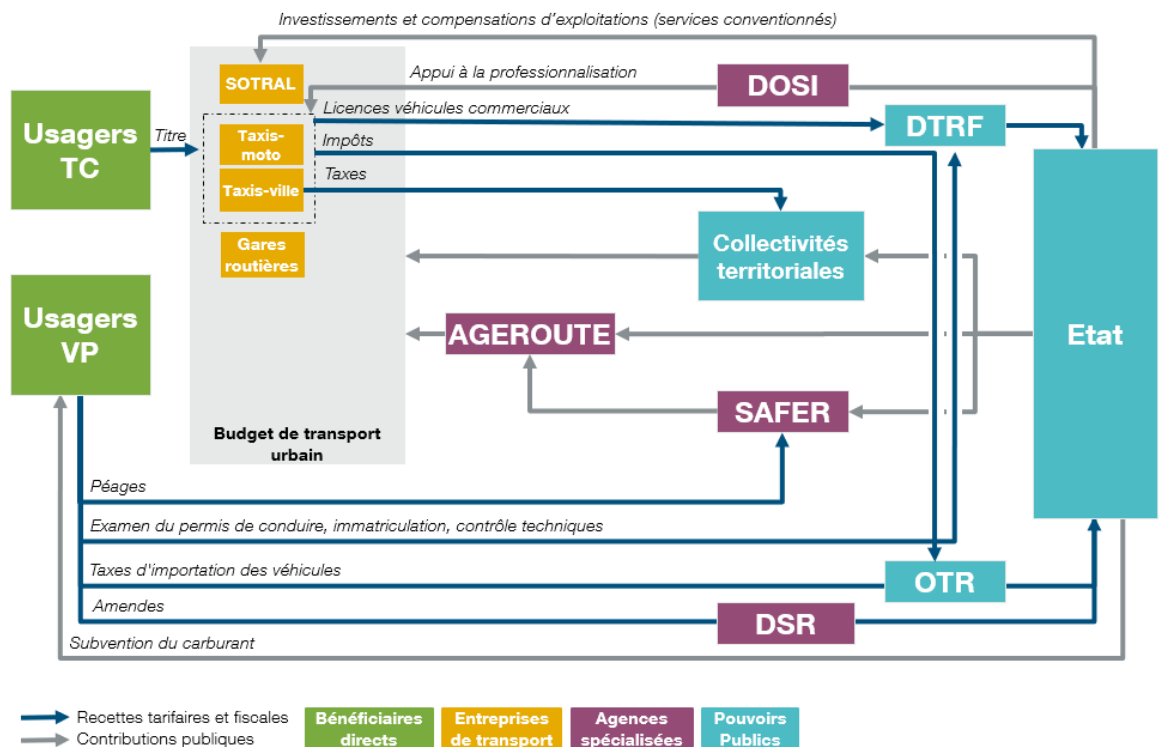 Investissements et compensations d'exploitations (services conventionnés)
SOTRAL
Appui à la professionnalisation
DOSI
Usagers
TC
Titre
Licences véhicules commerciaux
DTRF
Taxis-
moto
Impôts
Taxis-ville
Taxes
Gares
routières
Collectivités
territoriales
Usagers
VP
AGEROUTE
Etat
SAFER
Budget de transport
urbain
Péages
Examen du permis de conduire, immatriculation, contrôle techniques
Taxes d'importation des véhicules
OTR
Amendes
DSR
Subvention du carburant
Recettes tarifaires et fiscales
Contributions publiques
Bénéficiaires
directs
Entreprises
de transport
Agences
spécialisées
Pouvoirs
Publics